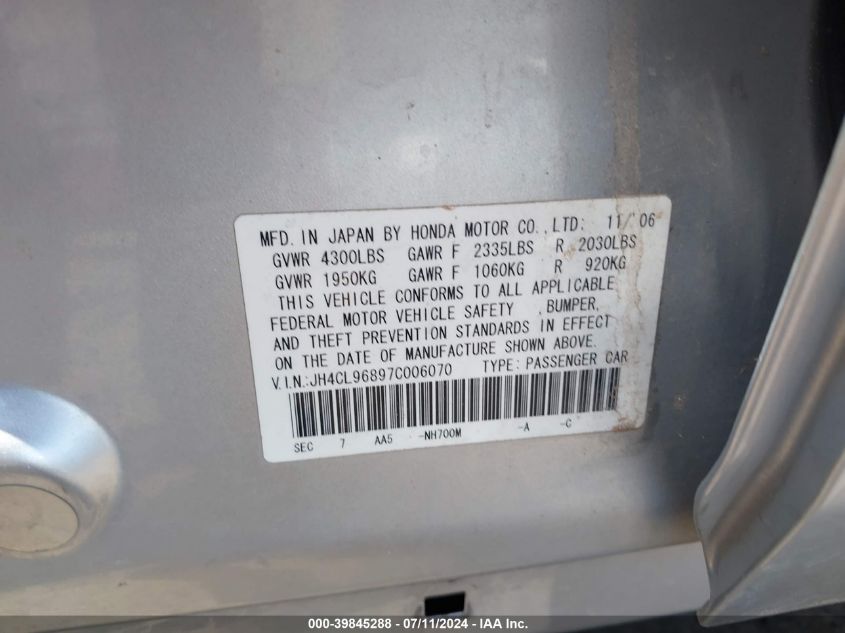 MFD. IN JAPAN BY HONDA MOTOR CO., LTD: 11/'06
GVWR 4300LBS GAWR F 2335LBS R 2030LBS
GVWR 1950KG GAWR F 1060KG R 920KG
THIS VEHICLE CONFORMS TO ALL APPLICABLE
FEDERAL MOTOR VEHICLE SAFETY ,BUMPER,
AND THEFT PREVENTION STANDARDS IN EFFECT
ON THE DATE OF MANUFACTURE SHOWN ABOVE.
V.I.N.:JH4CL96897C006070 TYPE: PASSENGER CAR
SEC 7 AA5 -NH700M -A -C
000-39845288 - 07/11/2024 - IAA Inc.